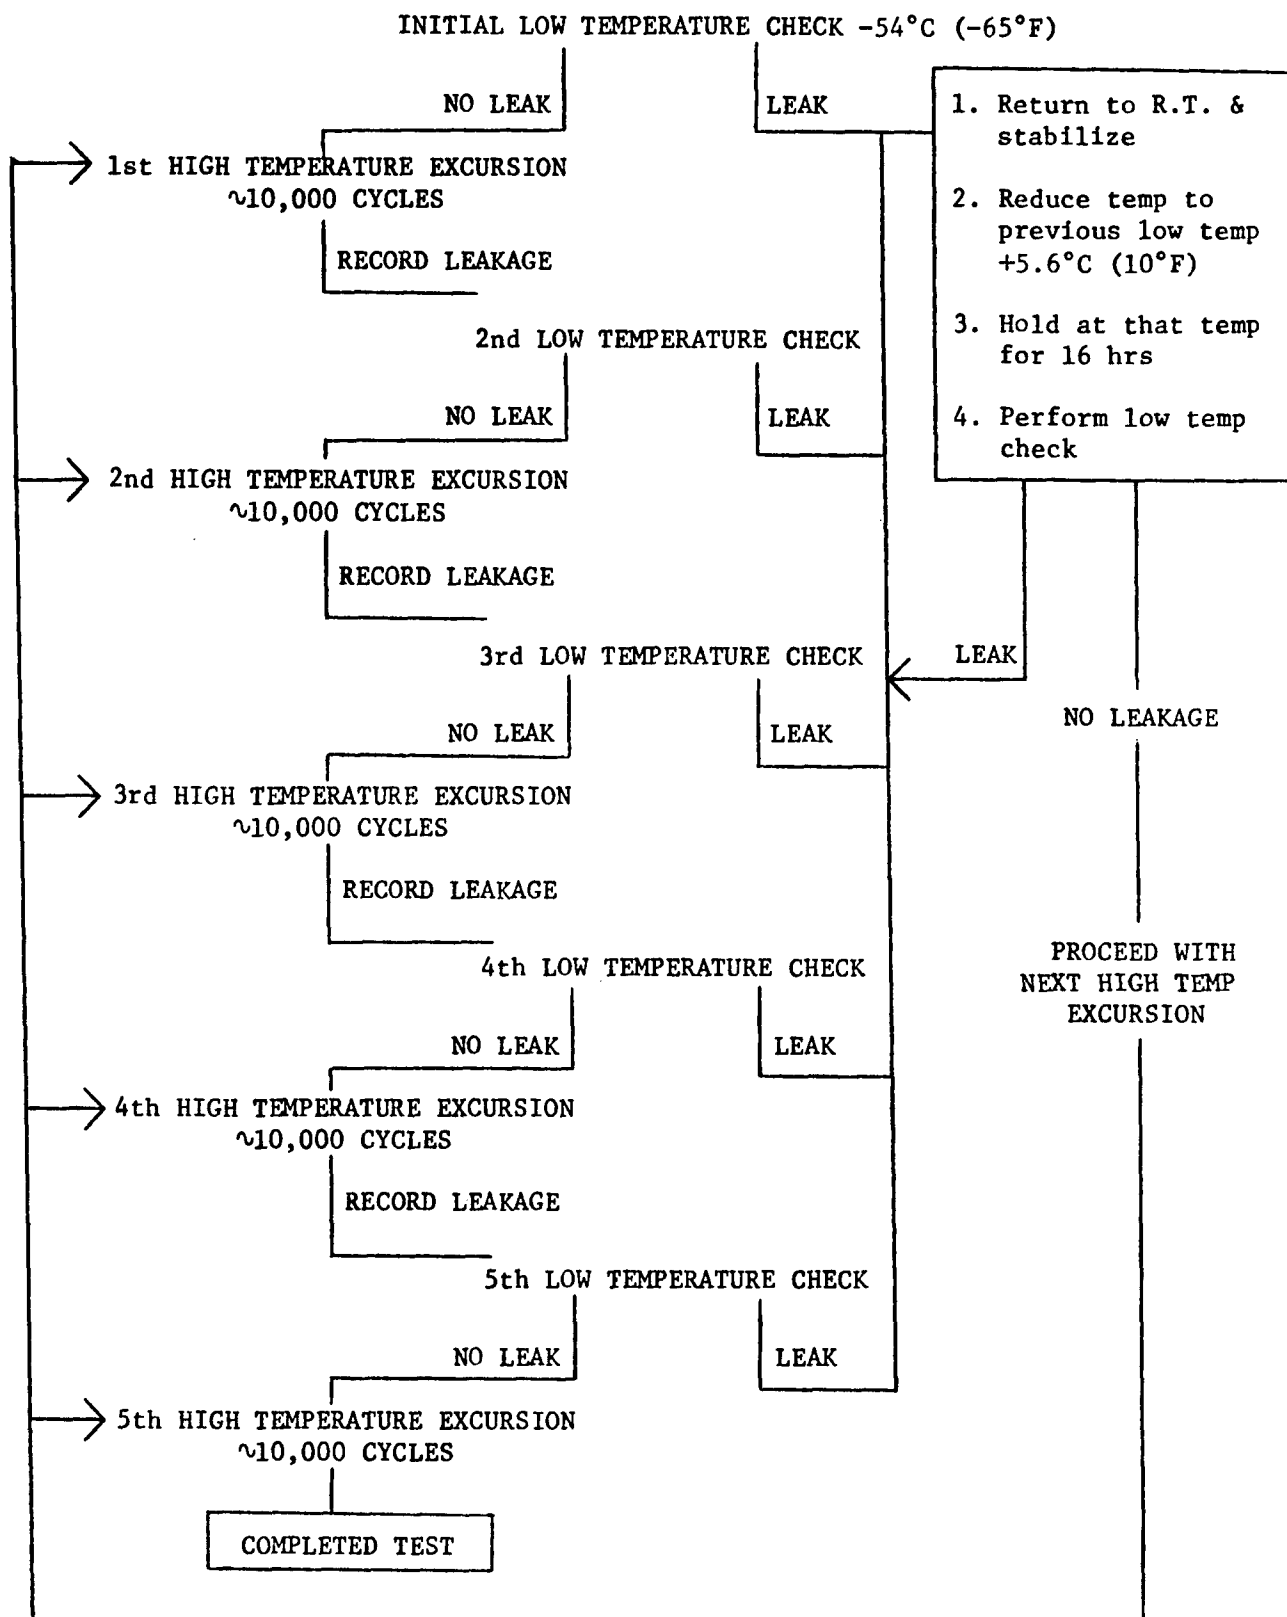 INITIAL LOW TEMPERATURE CHECK -54°C (-65°F)
NO LEAK
LEAK
1. Return to R.T. &
stabilize
2. Reduce temp to
previous low temp
+5.6°C (10°F)
3. Hold at that temp
for 16 hrs
4. Perform low temp
check
1st HIGH TEMPERATURE EXCURSION
~10,000 CYCLES
RECORD LEAKAGE
2nd LOW TEMPERATURE CHECK
NO LEAK
LEAK
2nd HIGH TEMPERATURE EXCURSION
~10,000 CYCLES
RECORD LEAKAGE
3rd LOW TEMPERATURE CHECK
LEAK
NO LEAKAGE
NO LEAK
LEAK
3rd HIGH TEMPERATURE EXCURSION
~10,000 CYCLES
RECORD LEAKAGE
4th LOW TEMPERATURE CHECK
PROCEED WITH
NEXT HIGH TEMP
EXCURSION
NO LEAK
LEAK
4th HIGH TEMPERATURE EXCURSION
~10,000 CYCLES
RECORD LEAKAGE
5th LOW TEMPERATURE CHECK
NO LEAK
LEAK
5th HIGH TEMPERATURE EXCURSION
~10,000 CYCLES
COMPLETED TEST